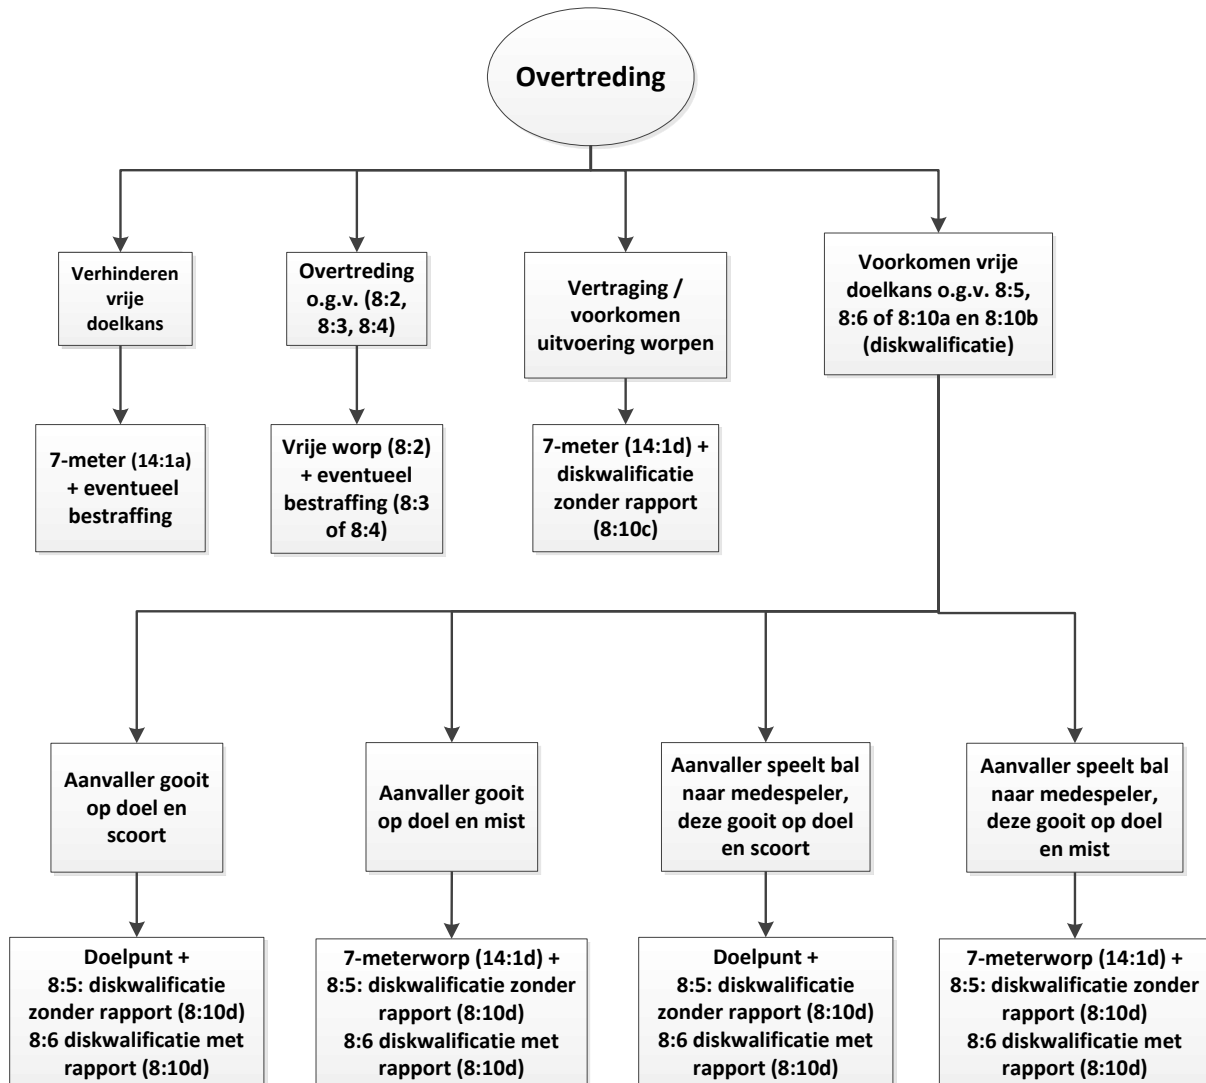 Overtreding
Verhinderen
vrije
doelkans
Overtreding
o.g.v. (8:2,
8:3, 8:4)
Vertraging /
voorkomen
uitvoering worpen
Voorkomen vrije
doelkans o.g.v. 8:5,
8:6 of 8:10a en 8:10b
(diskwalificatie)
7-meter (14:1a)
+ eventueel
bestraffing
Vrije worp (8:2)
+ eventueel
bestraffing (8:3
of 8:4)
7-meter (14:1d) +
diskwalificatie
zonder rapport
(8:10c)
Aanvaller gooit
op doel en
scoort
Aanvaller gooit
op doel en mist
Aanvaller speelt bal
naar medespeler,
deze gooit op doel
en scoort
Aanvaller speelt bal
naar medespeler,
deze gooit op doel
en mist
Doelpunt +
8:5: diskwalificatie
zonder rapport (8:10d)
8:6 diskwalificatie met
rapport (8:10d)
7-meterworp (14:1d) +
8:5: diskwalificatie zonder
rapport (8:10d)
8:6 diskwalificatie met
rapport (8:10d)
Doelpunt +
8:5: diskwalificatie
zonder rapport (8:10d)
8:6 diskwalificatie met
rapport (8:10d)
7-meterworp (14:1d) +
8:5: diskwalificatie zonder
rapport (8:10d)
8:6 diskwalificatie met
rapport (8:10d)